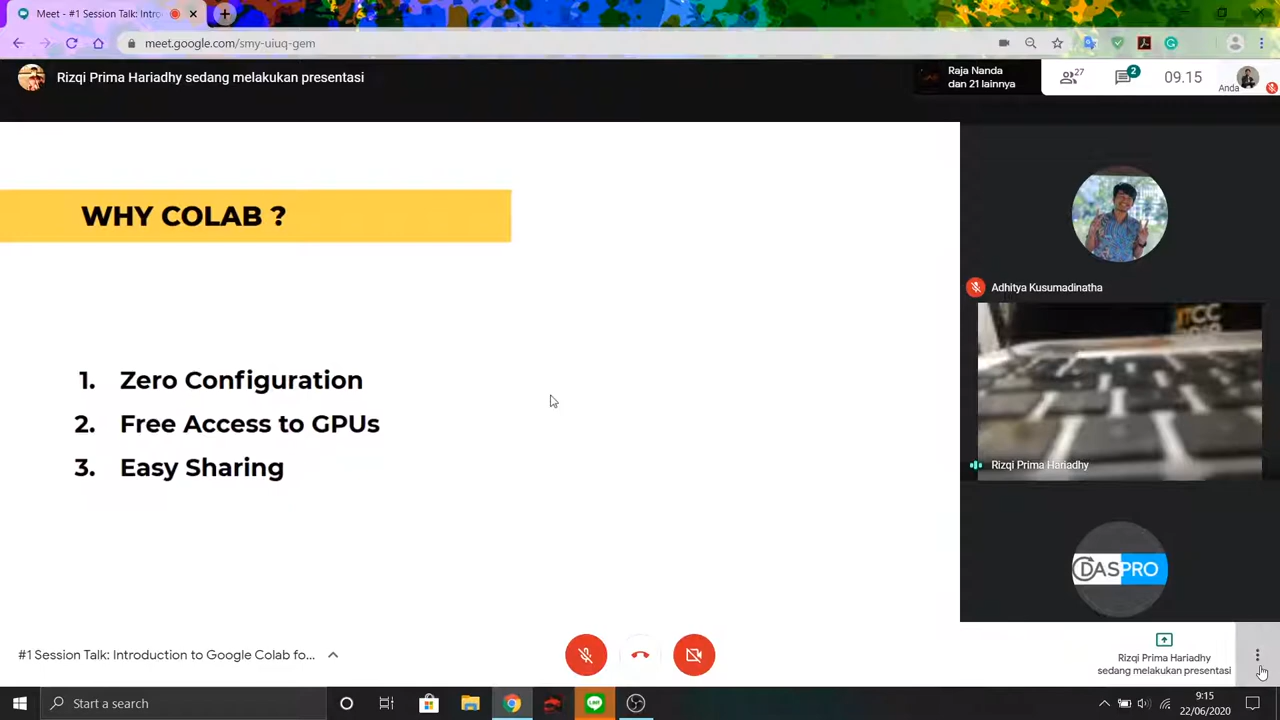 Meet - #1 Session Talk: Intro
meet.google.com/smy-uiuq-gem
Rizqi Prima Hariadhy sedang melakukan presentasi
Raja Nanda
dan 21 lainnya
27
2
09.15
Anda
WHY COLAB ?
1. Zero Configuration
2. Free Access to GPUs
3. Easy Sharing
Adhitya Kusumadinatha
Rizqi Prima Hariadhy
DASPRO
#1 Session Talk: Introduction to Google Colab fo...
Rizqi Prima Hariadhy
sedang melakukan presentasi
Start a search
LINE
9:15
22/06/2020